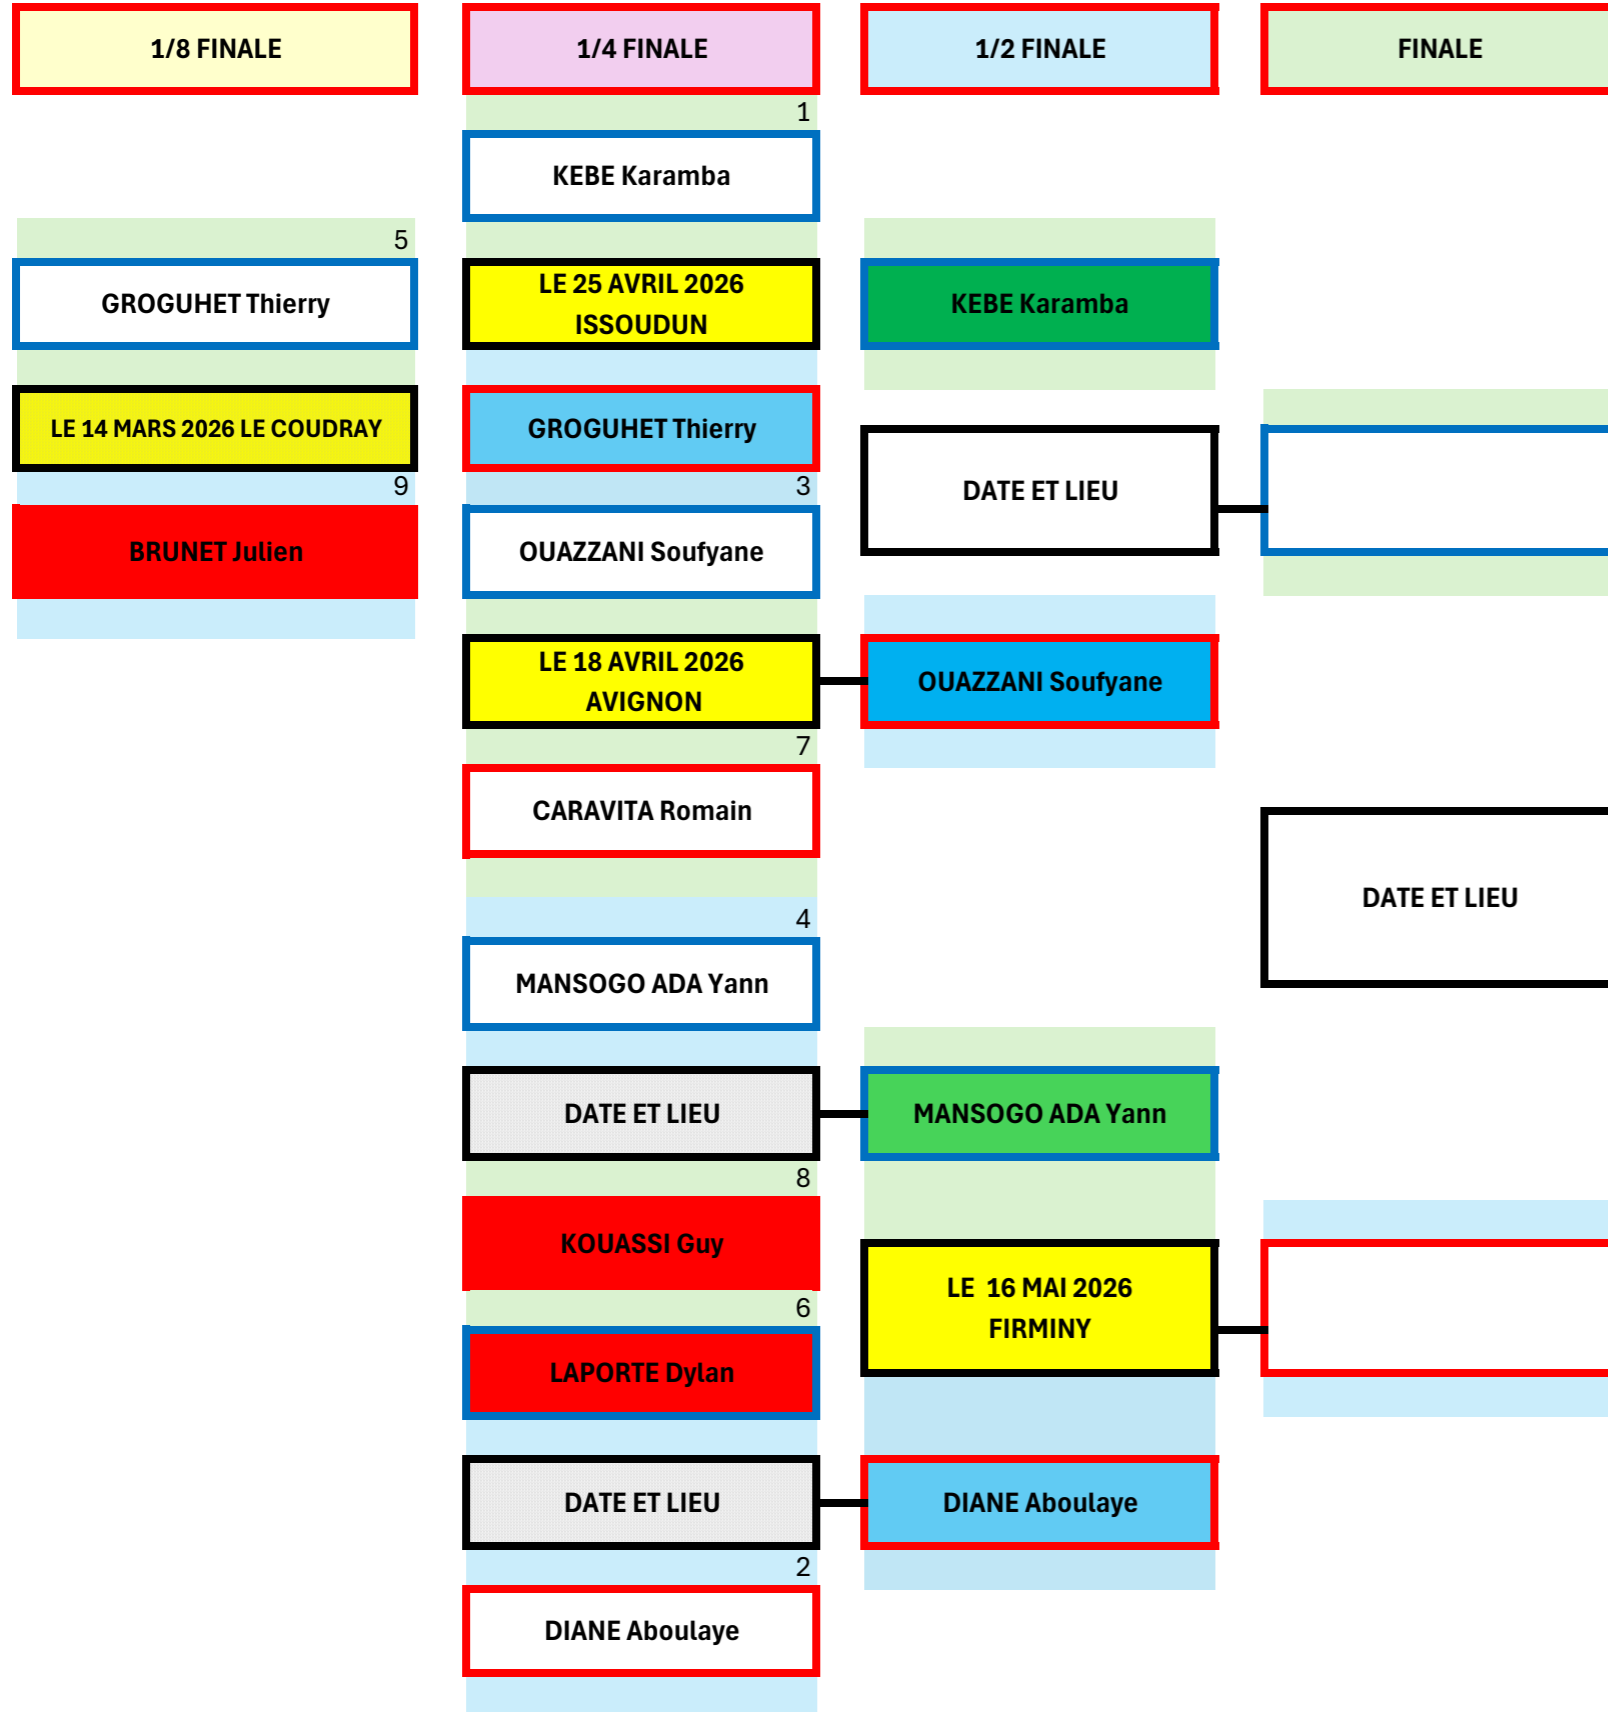 1/8 FINALE
1/4 FINALE
1/2 FINALE
FINALE
1
KEBE Karamba
5
GROGUHET Thierry
LE 25 AVRIL 2026
ISSOUDUN
KEBE Karamba
LE 14 MARS 2026 LE COUDRAY
GROGUHET Thierry
9
3
DATE ET LIEU
BRUNET Julien
OUAZZANI Soufyane
LE 18 AVRIL 2026
AVIGNON
OUAZZANI Soufyane
7
CARAVITA Romain
DATE ET LIEU
4
MANSOGO ADA Yann
DATE ET LIEU
MANSOGO ADA Yann
8
KOUASSI Guy
LE 16 MAI 2026
FIRMINY
6
LAPORTE Dylan
DATE ET LIEU
DIANE Aboulaye
2
DIANE Aboulaye